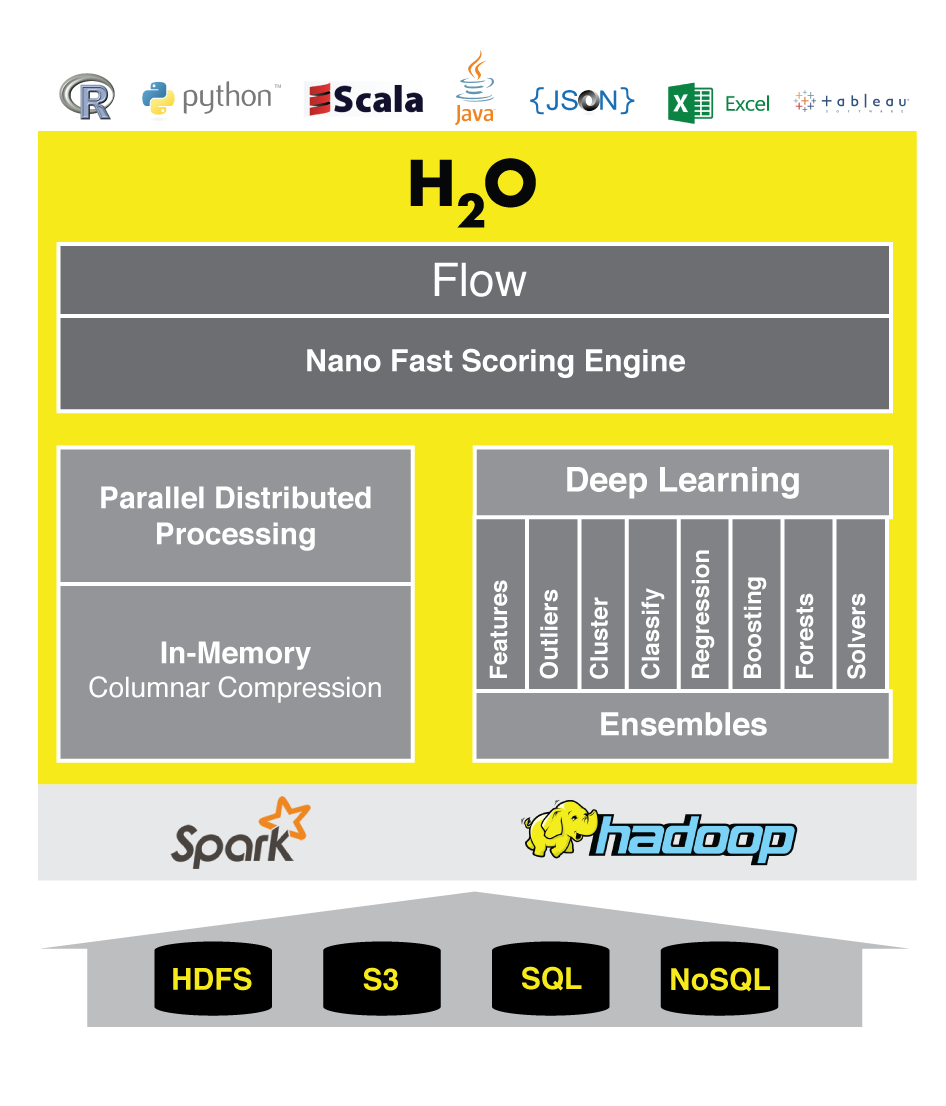 R
python™
Scala
Java
{JSON}
X
Excel
+ a b l e a u
S O F T W A R E
H2O
Flow
Nano Fast Scoring Engine
Parallel Distributed
Processing
In-Memory
Columnar Compression
Deep Learning
Features
Outliers
Cluster
Classify
Regression
Boosting
Forests
Solvers
Ensembles
Spark
hadoop
HDFS
S3
SQL
NoSQL